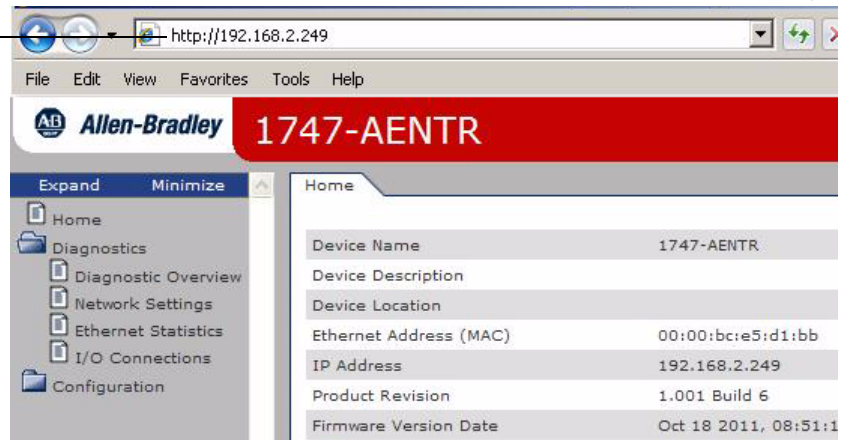 http://192.168.2.249
File Edit View Favorites Tools Help
AB Allen-Bradley 1747-AENTR
Expand Minimize
Home
Home
Diagnostics
Diagnostic Overview
Network Settings
Ethernet Statistics
I/O Connections
Configuration
Device Name 1747-AENTR
Device Description
Device Location
Ethernet Address (MAC) 00:00:bc:e5:d1:bb
IP Address 192.168.2.249
Product Revision 1.001 Build 6
Firmware Version Date Oct 18 2011, 08:51:1